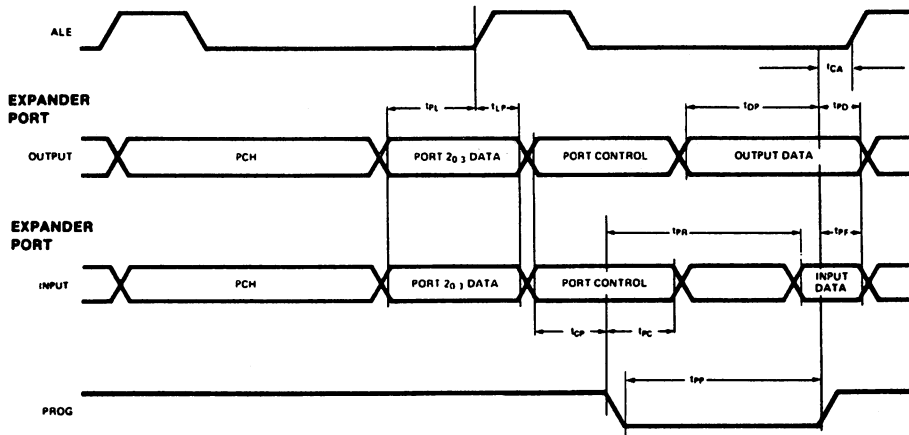 ALE
tCA
EXPANDER
PORT
tPL
tLP
tDP
tPD
OUTPUT
PCH
PORT 20 3 DATA
PORT CONTROL
OUTPUT DATA
EXPANDER
PORT
tPR
tPF
INPUT
PCH
PORT 20 3 DATA
PORT CONTROL
INPUT
DATA
tCP
tPC
tPP
PROG